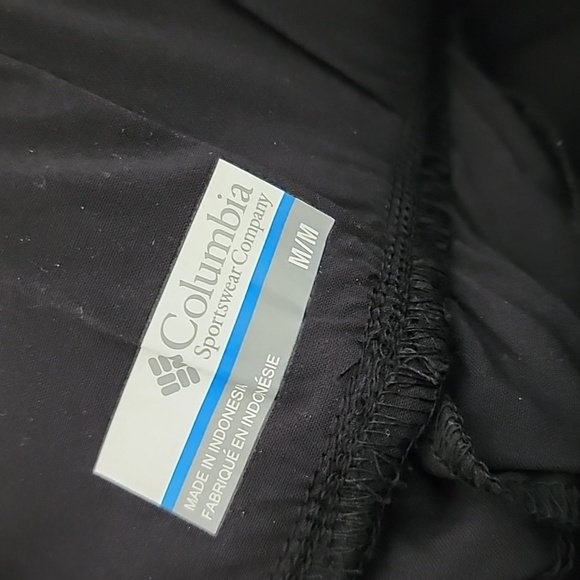 Columbia
Sportswear Company
M/M
MADE IN INDONESIA
FABRIQUÉ EN INDONÉSIE